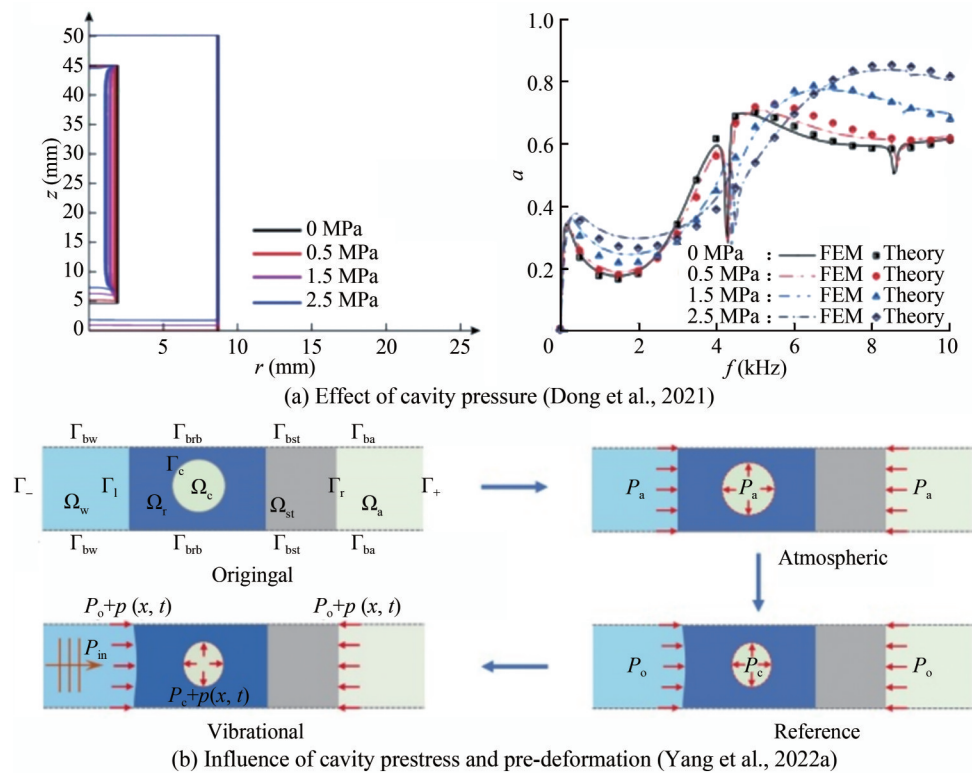 50
45
40
35
30
25
20
15
10
5
0
z (mm)
0 MPa
0.5 MPa
1.5 MPa
2.5 MPa
5 10 15 20 25
r (mm)
1.0
0.8
0.6
0.4
0.2
a
0 MPa : FEM Theory
0.5 MPa : FEM Theory
1.5 MPa : FEM Theory
2.5 MPa : FEM Theory
0 2 4 6 8 10
f (kHz)
(a) Effect of cavity pressure (Dong et al., 2021)
Γbw Γbrb Γbst Γba
Γ− Ωw Γl Ωr Γc Ωc Ωst Γr Ωa Γ+
Γbw Γbrb Γbst Γba
Origingal
Pa Pa Pa
Atmospheric
Po+p (x, t) Po+p (x, t)
Pin
Pc+p(x, t)
Vibrational
Po Pc Po
Reference
(b) Influence of cavity prestress and pre-deformation (Yang et al., 2022a)